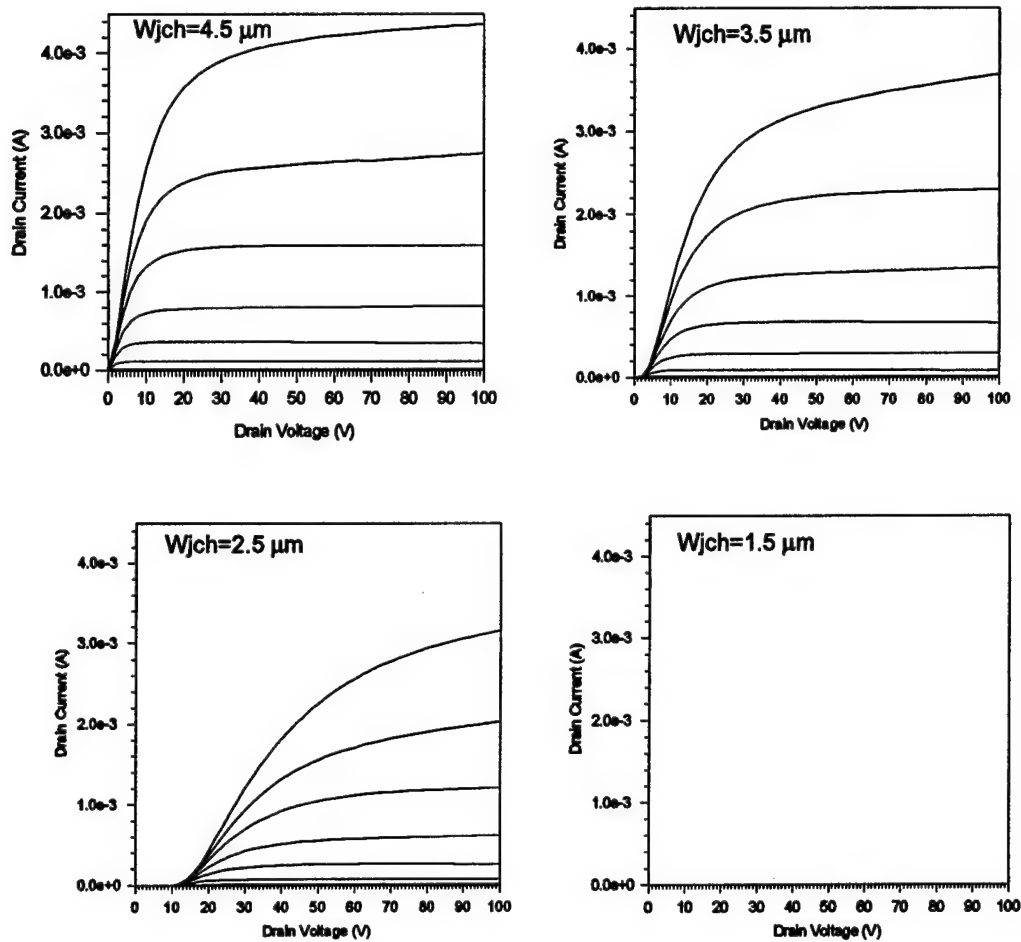 Wjch=4.5 μm
4.0e-3
3.0e-3
2.0e-3
1.0e-3
0.0e+0
Drain Current (A)
0 10 20 30 40 50 60 70 80 90 100
Drain Voltage (V)
Wjch=3.5 μm
4.0e-3
3.0e-3
2.0e-3
1.0e-3
0.0e+0
Drain Current (A)
0 10 20 30 40 50 60 70 80 90 100
Drain Voltage (V)
Wjch=2.5 μm
4.0e-3
3.0e-3
2.0e-3
1.0e-3
0.0e+0
Drain Current (A)
0 10 20 30 40 50 60 70 80 90 100
Drain Voltage (V)
Wjch=1.5 μm
4.0e-3
3.0e-3
2.0e-3
1.0e-3
0.0e+0
Drain Current (A)
0 10 20 30 40 50 60 70 80 90 100
Drain Voltage (V)